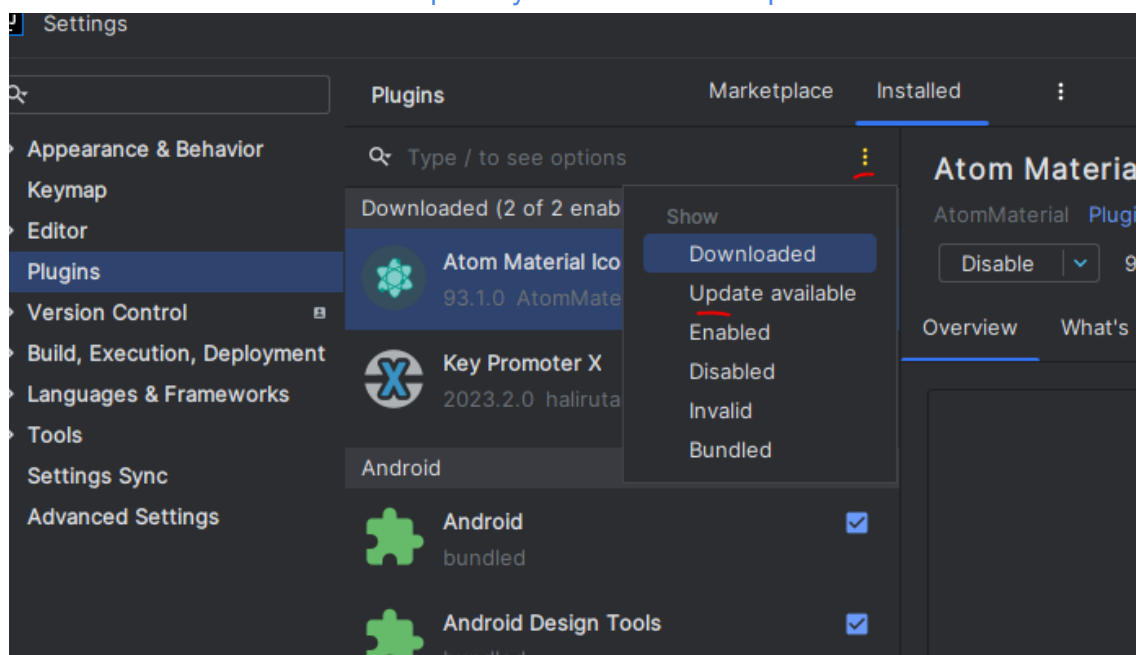 Settings
Plugins
Marketplace
Installed
Appearance & Behavior
Keymap
Editor
Plugins
Version Control
Build, Execution, Deployment
Languages & Frameworks
Tools
Settings Sync
Advanced Settings
Type / to see options
Downloaded (2 of 2 enab
Atom Material Ico
93.1.0 AtomMate
Key Promoter X
2023.2.0 haliruta
Android
Android
bundled
Android Design Tools
Show
Downloaded
Update available
Enabled
Disabled
Invalid
Bundled
Atom Materia
AtomMaterial Plugi
Disable 9
Overview What's